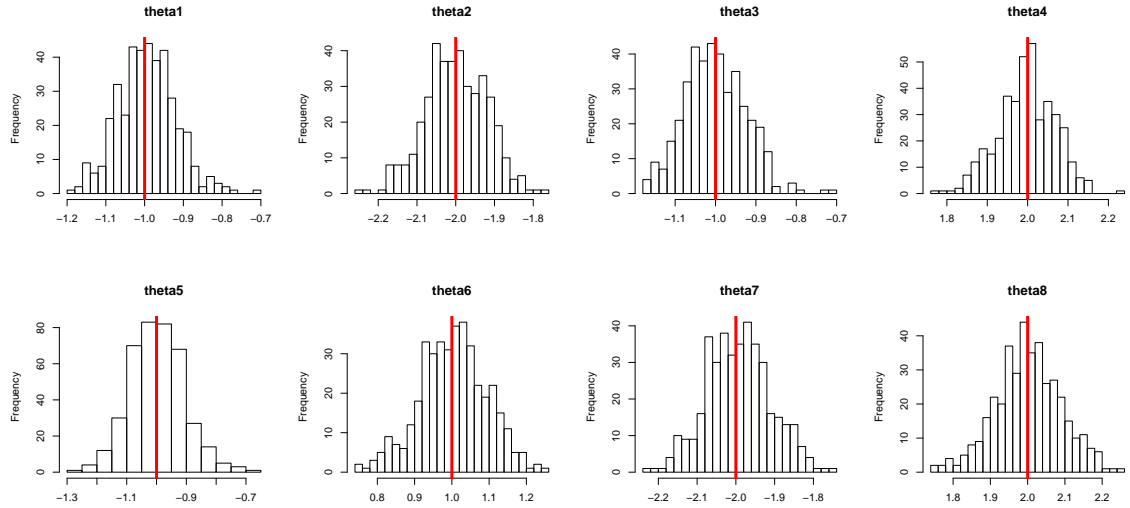 theta1
Frequency
0 10 20 30 40
−1.2 −1.1 −1.0 −0.9 −0.8 −0.7
theta2
Frequency
0 10 20 30 40
−2.2 −2.1 −2.0 −1.9 −1.8
theta3
Frequency
0 10 20 30 40
−1.1 −1.0 −0.9 −0.8 −0.7
theta4
Frequency
0 10 20 30 40 50
1.8 1.9 2.0 2.1 2.2
theta5
Frequency
0 20 40 60 80
−1.3 −1.1 −0.9 −0.7
theta6
Frequency
0 10 20 30
0.8 0.9 1.0 1.1 1.2
theta7
Frequency
0 10 20 30 40
−2.2 −2.1 −2.0 −1.9 −1.8
theta8
Frequency
0 10 20 30 40
1.8 1.9 2.0 2.1 2.2